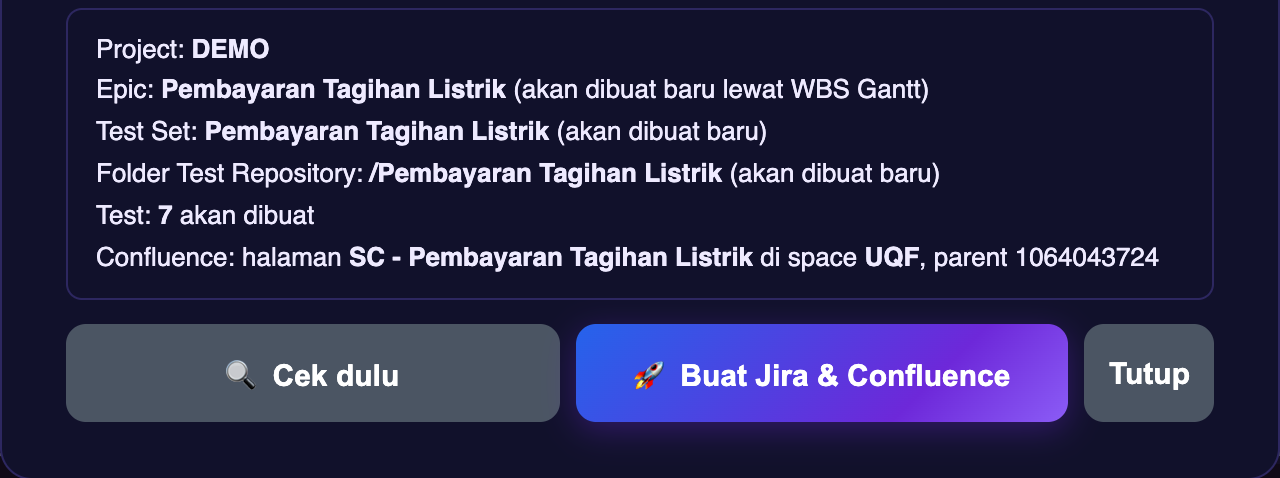 Project: DEMO
Epic: Pembayaran Tagihan Listrik (akan dibuat baru lewat WBS Gantt)
Test Set: Pembayaran Tagihan Listrik (akan dibuat baru)
Folder Test Repository: /Pembayaran Tagihan Listrik (akan dibuat baru)
Test: 7 akan dibuat
Confluence: halaman SC - Pembayaran Tagihan Listrik di space UQF, parent 1064043724
🔍 Cek dulu
🚀 Buat Jira & Confluence
Tutup